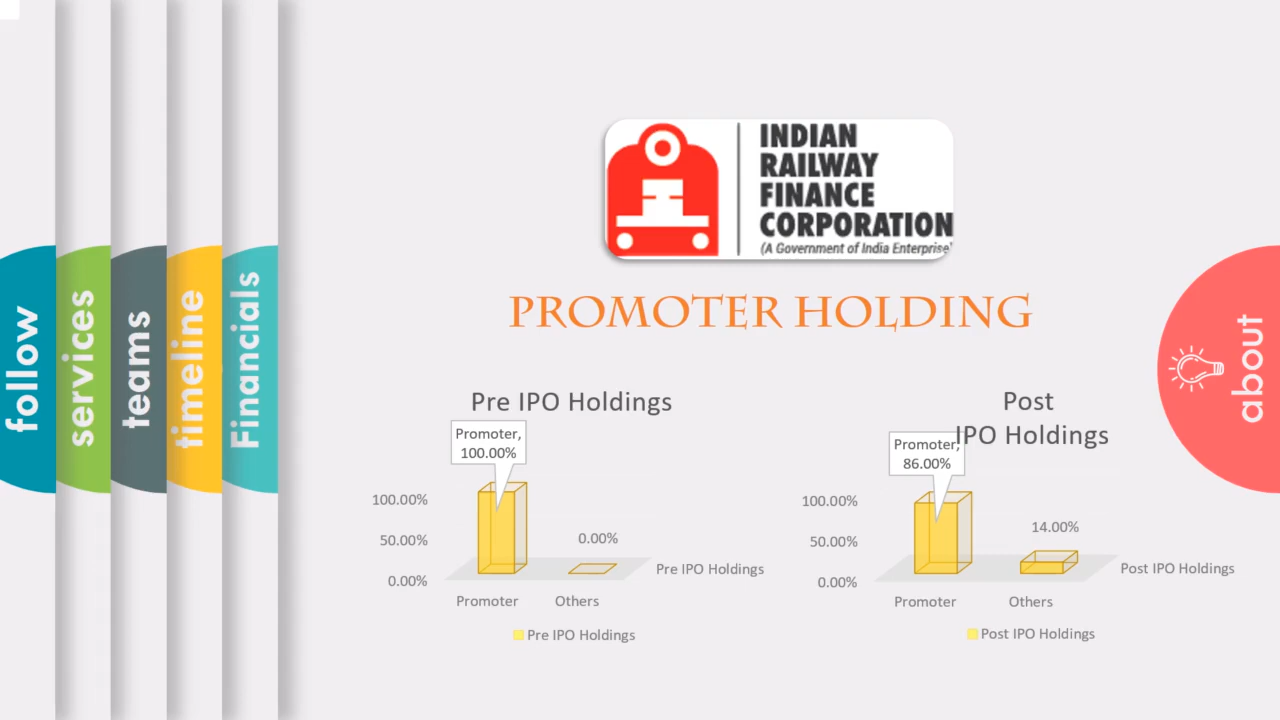 follow
services
teams
timeline
Financials
INDIAN
RAILWAY
FINANCE
CORPORATION
(A Government of India Enterprise)
PROMOTER HOLDING
Pre IPO Holdings
Promoter,
100.00%
100.00%
50.00%
0.00%
0.00%
Pre IPO Holdings
Promoter
Others
Pre IPO Holdings
Post
IPO Holdings
Promoter,
86.00%
100.00%
50.00%
0.00%
14.00%
Post IPO Holdings
Promoter
Others
Post IPO Holdings
about